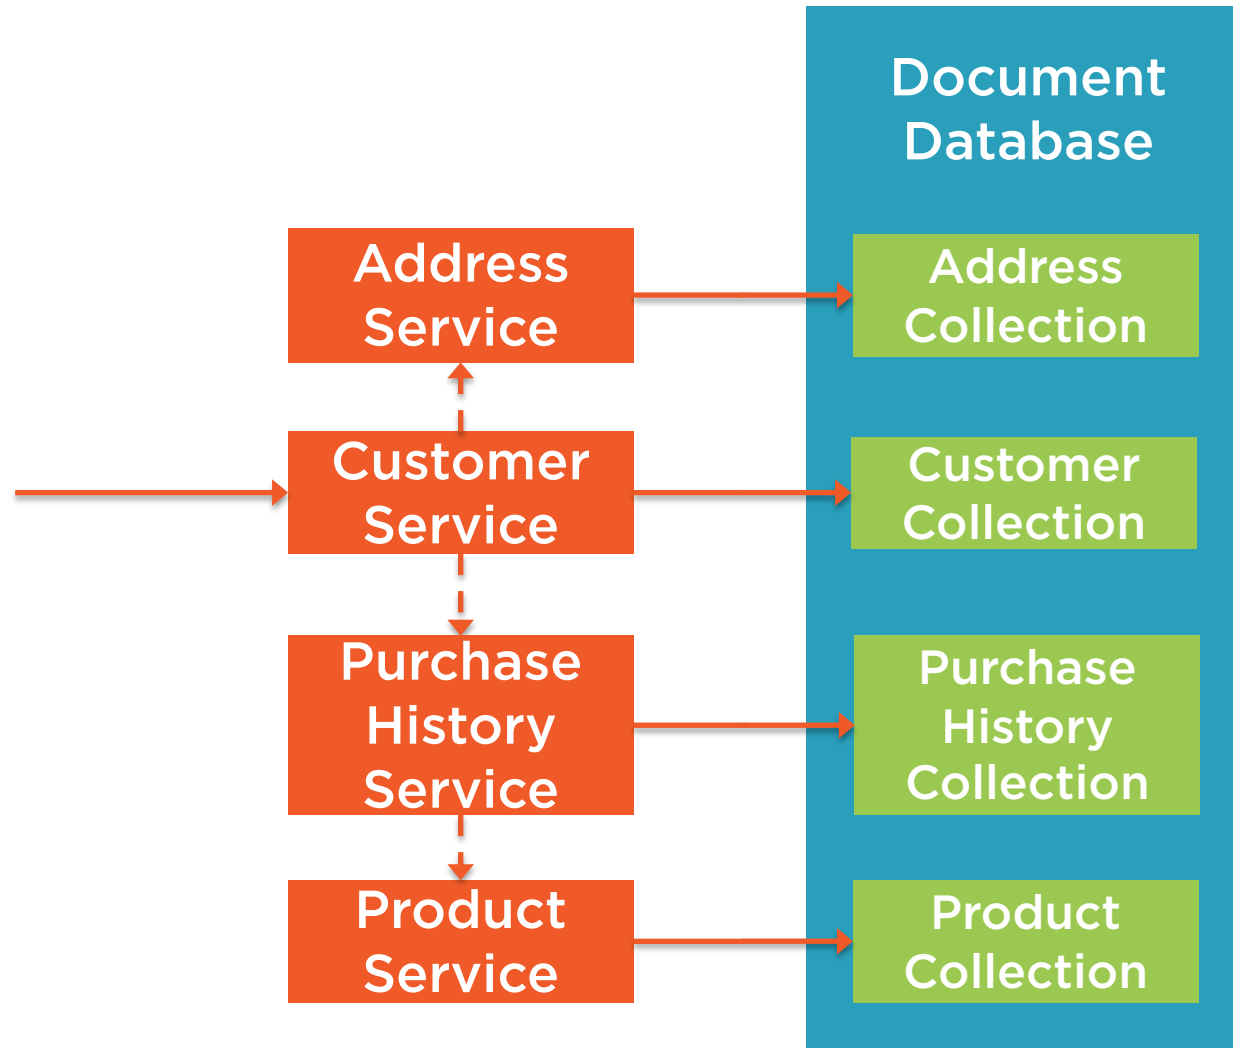 Document
Database
Address
Service
Address
Collection
Customer
Service
Customer
Collection
Purchase
History
Service
Purchase
History
Collection
Product
Service
Product
Collection